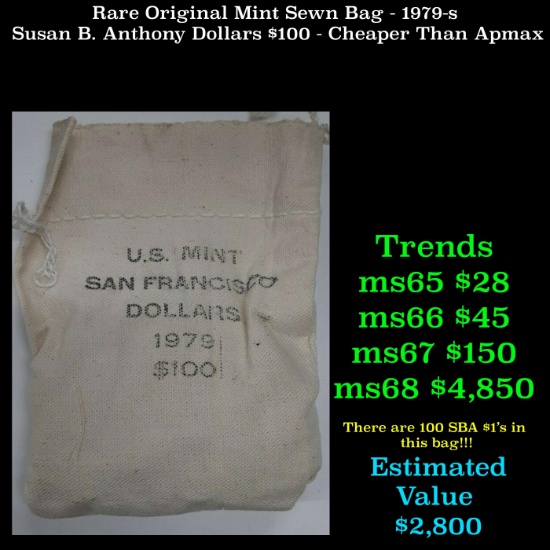 Rare Original Mint Sewn Bag - 1979-s
Susan B. Anthony Dollars $100 - Cheaper Than Apmax
U.S. MINT
SAN FRANCISCO
DOLLARS
1979
$100
Trends
ms65 $28
ms66 $45
ms67 $150
ms68 $4,850
There are 100 SBA $1's in
this bag!!!
Estimated
Value
$2,800